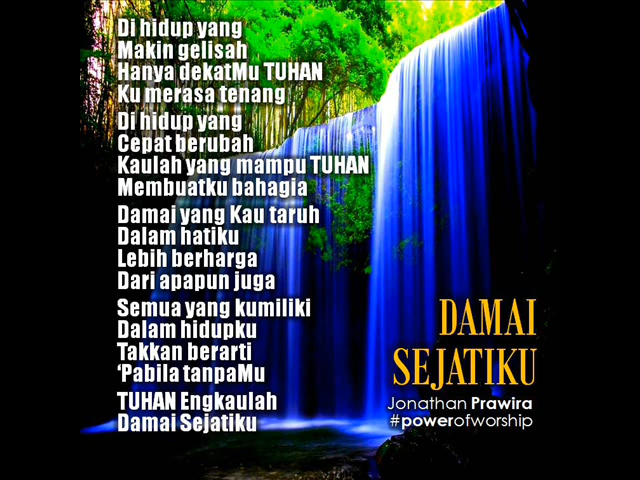 Di hidup yang
Makin gelisah
Hanya dekatMu TUHAN
Ku merasa tenang
Di hidup yang
Cepat berubah
Kaulah yang mampu TUHAN
Membuatku bahagia
Damai yang Kau taruh
Dalam hatiku
Lebih berharga
Dari apapun juga
Semua yang kumiliki
Dalam hidupku
Takkan berarti
‘Pabila tanpaMu
TUHAN Engkaulah
Damai Sejatiku
DAMAI
SEJATIKU
Jonathan Prawira
#powerofworship